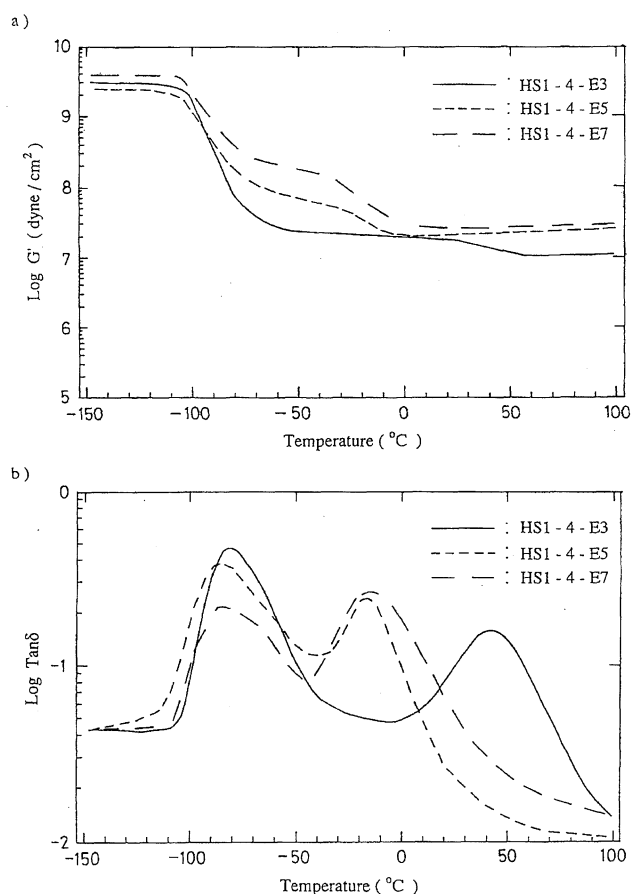 a )
10
9
8
7
6
5
Log G' ( dyne / cm² )
: HS1 - 4 - E3
: HS1 - 4 - E5
: HS1 - 4 - E7
-150 -100 -50 0 50 100
Temperature ( °C )
b )
0
-1
-2
Log Tanδ
: HS1 - 4 - E3
: HS1 - 4 - E5
: HS1 - 4 - E7
-150 -100 -50 0 50 100
Temperature ( °C )